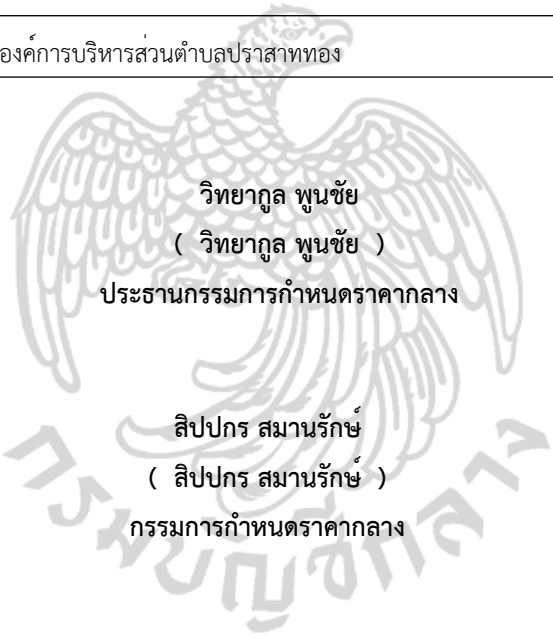 องค์การบริหารส่วนตำบลปราสาททอง
วิทยากูล พูนชัย
( วิทยากูล พูนชัย )
ประธานกรรมการกำหนดราคากลาง
สิปปกร สมานรักษ์
( สิปปกร สมานรักษ์ )
กรรมการกำหนดราคากลาง
กรมบัญชีกลาง